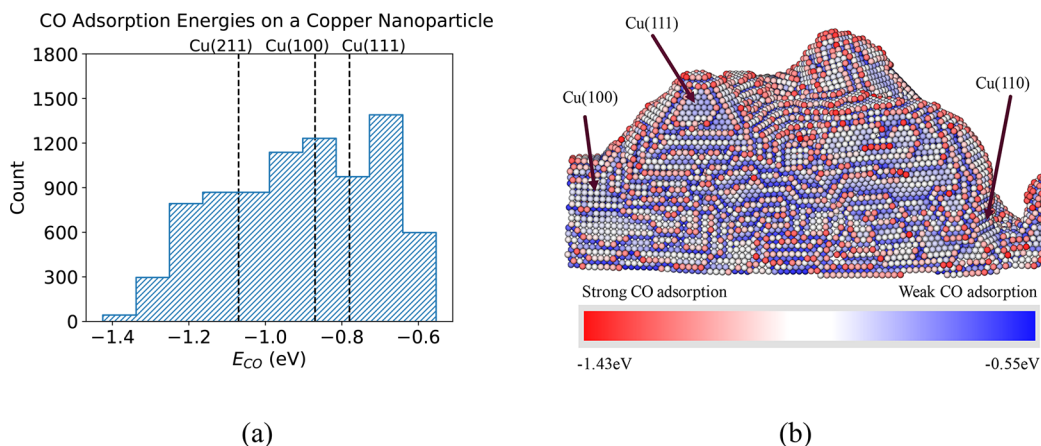 CO Adsorption Energies on a Copper Nanoparticle
Cu(211) Cu(100) Cu(111)
1800
1500
1200
900
600
300
0
Count
−1.4 −1.2 −1.0 −0.8 −0.6
E_CO (eV)
(a)
Cu(111)
Cu(100)
Cu(110)
Strong CO adsorption Weak CO adsorption
-1.43eV -0.55eV
(b)